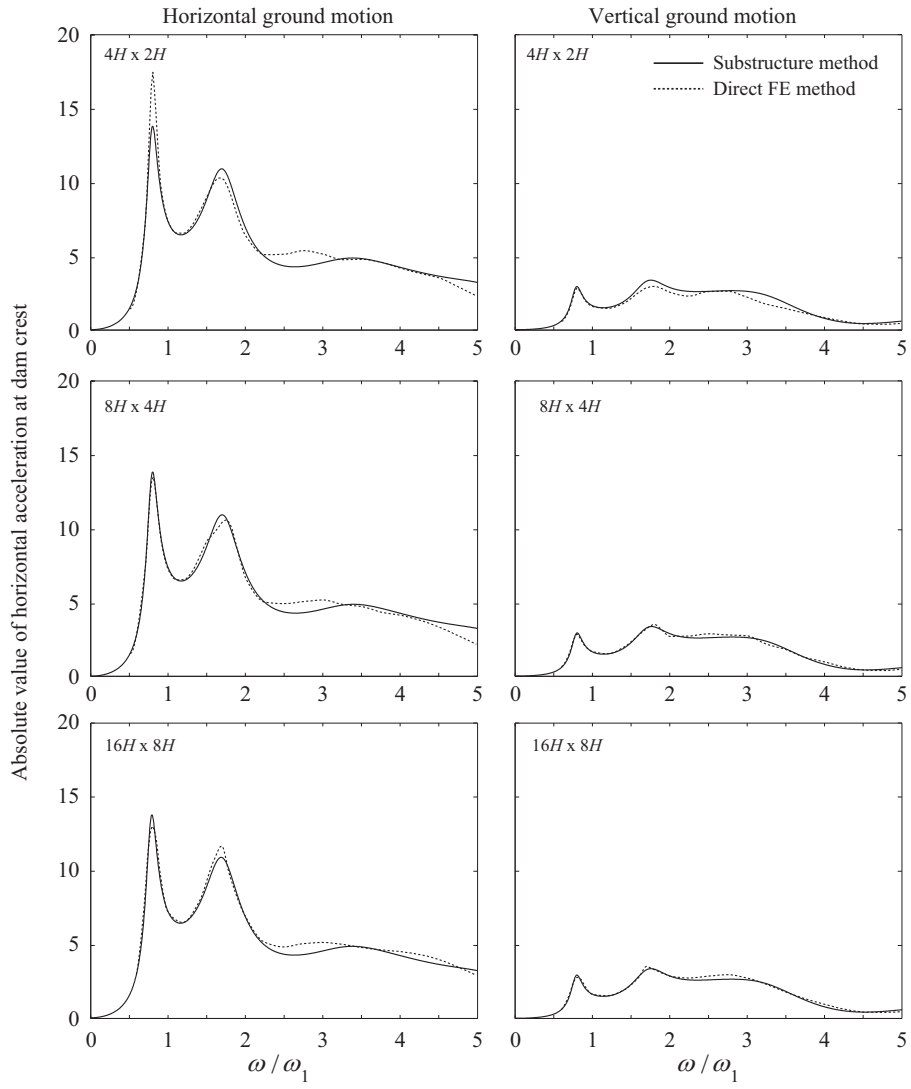 Horizontal ground motion
Vertical ground motion
Absolute value of horizontal acceleration at dam crest
20
15
10
5
0
4H x 2H
0 1 2 3 4 5
4H x 2H
Substructure method
Direct FE method
0 1 2 3 4 5
20
15
10
5
0
8H x 4H
0 1 2 3 4 5
8H x 4H
0 1 2 3 4 5
20
15
10
5
0
16H x 8H
0 1 2 3 4 5
ω/ω₁
16H x 8H
0 1 2 3 4 5
ω/ω₁